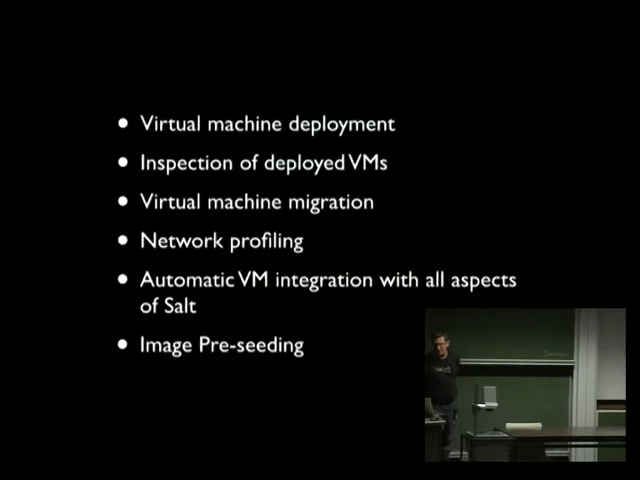 • Virtual machine deployment
• Inspection of deployed VMs
• Virtual machine migration
• Network profiling
• Automatic VM integration with all aspects
of Salt
• Image Pre-seeding